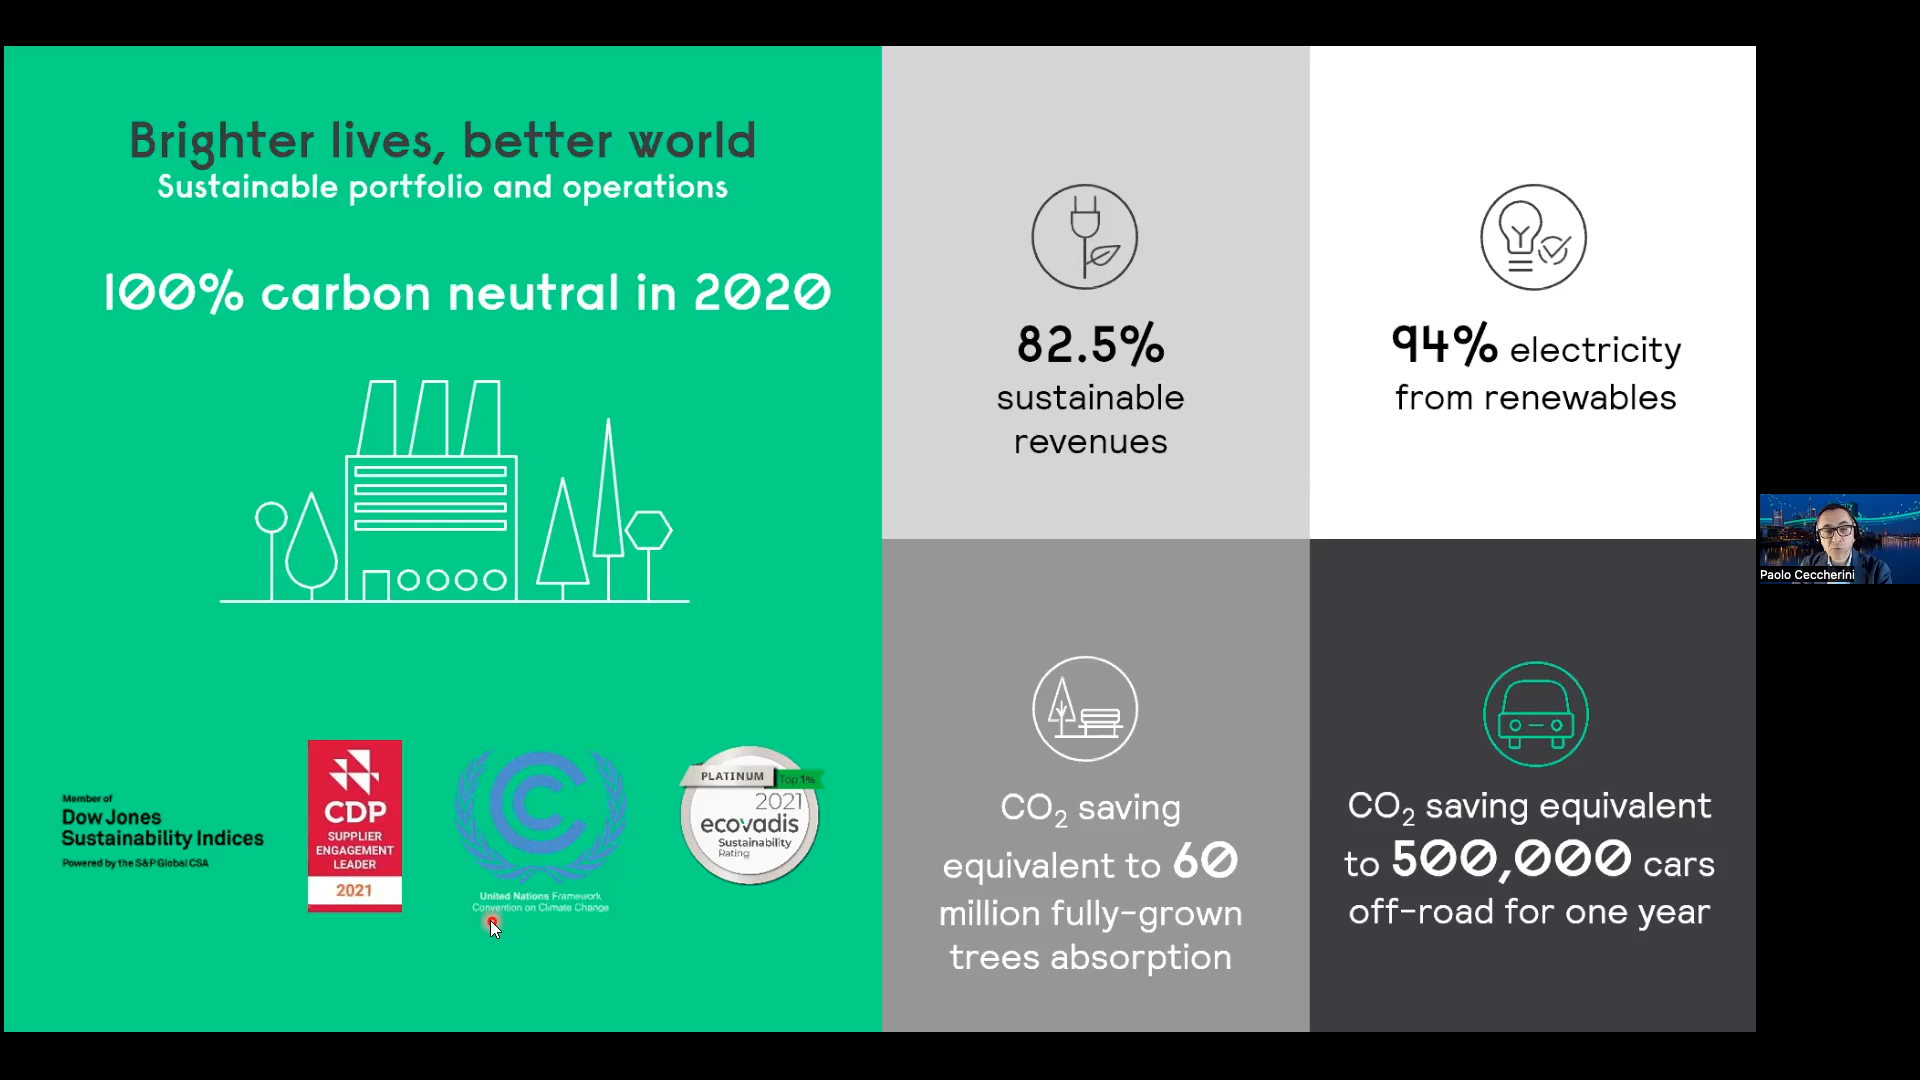 Brighter lives, better world
Sustainable portfolio and operations
100% carbon neutral in 2020
Member of
Dow Jones
Sustainability Indices
Powered by the S&P Global CSA
CDP
SUPPLIER
ENGAGEMENT
LEADER
2021
United Nations Framework
Convention on Climate Change
PLATINUM Top 1%
2021
ecovadis
Sustainability
Rating
82.5%
sustainable
revenues
94% electricity
from renewables
CO₂ saving
equivalent to 60
million fully-grown
trees absorption
CO₂ saving equivalent
to 500,000 cars
off-road for one year
Paolo Ceccherini